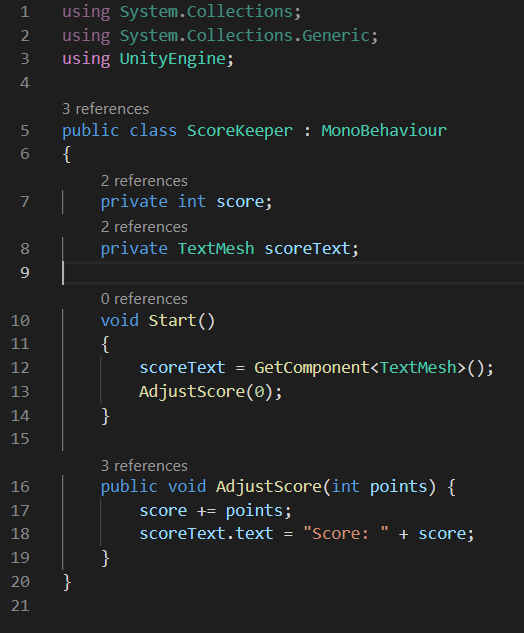 1 using System.Collections;
2 using System.Collections.Generic;
3 using UnityEngine;
4
3 references
5 public class ScoreKeeper : MonoBehaviour
6 {
2 references
7 private int score;
2 references
8 private TextMesh scoreText;
9
0 references
10 void Start()
11 {
12 scoreText = GetComponent<TextMesh>();
13 AdjustScore(0);
14 }
15
3 references
16 public void AdjustScore(int points) {
17 score += points;
18 scoreText.text = "Score: " + score;
19 }
20 }
21